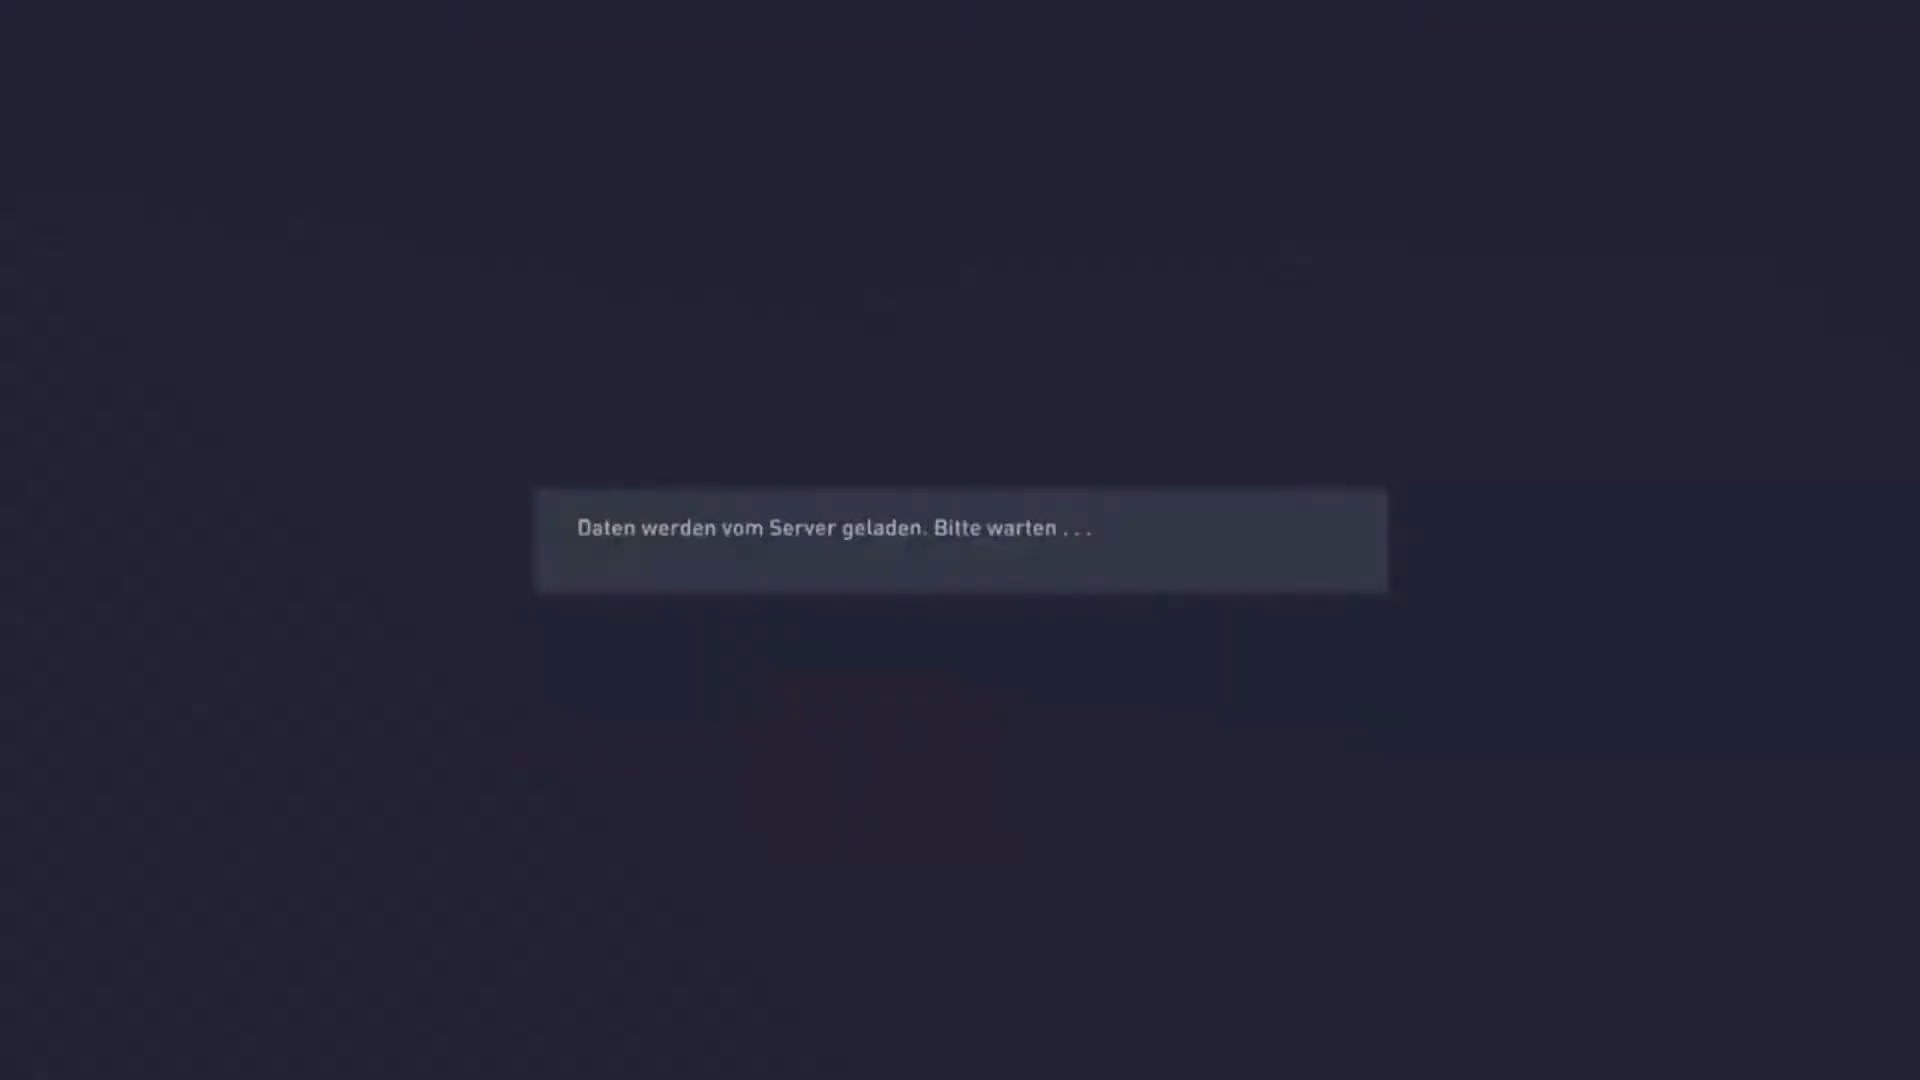 Daten werden vom Server geladen. Bitte warten . . .